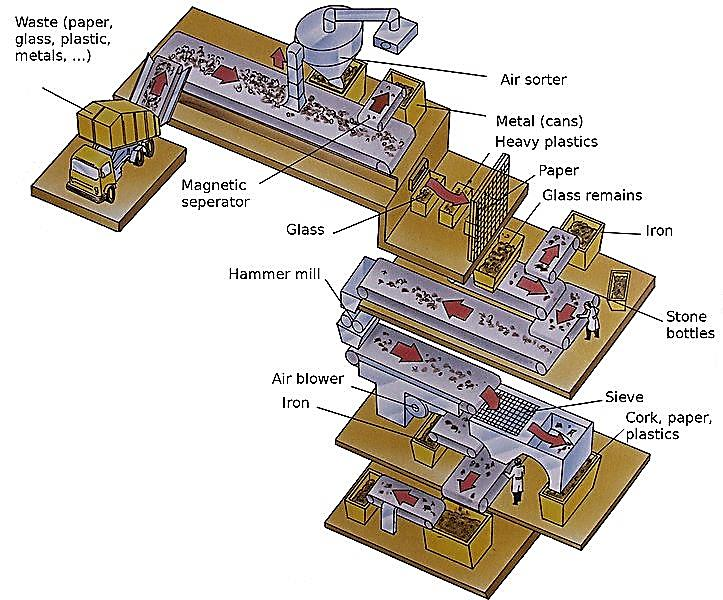 Waste (paper,
glass, plastic,
metals, ...)
Air sorter
Metal (cans)
Heavy plastics
Paper
Magnetic
seperator
Glass remains
Glass
Iron
Hammer mill
Stone
bottles
Air blower
Sieve
Iron
Cork, paper,
plastics